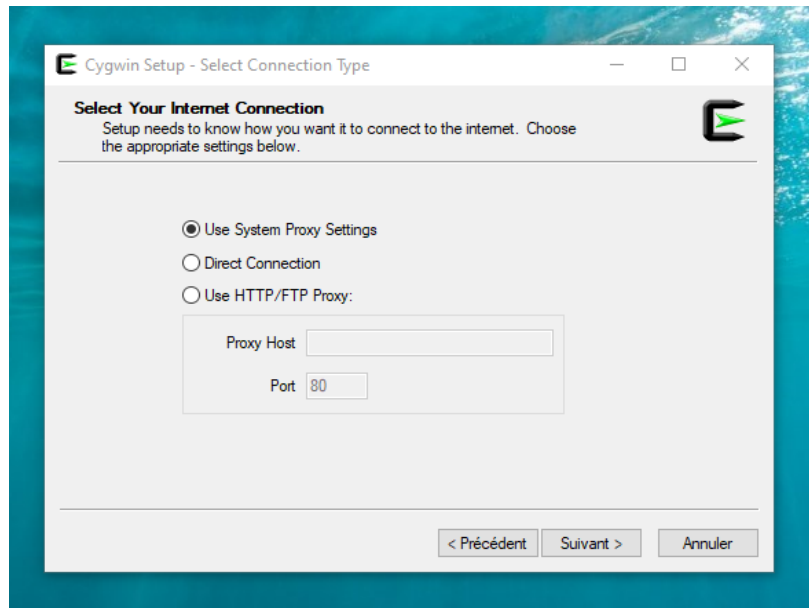 Cygwin Setup - Select Connection Type
Select Your Internet Connection
Setup needs to know how you want it to connect to the internet. Choose
the appropriate settings below.
Use System Proxy Settings
Direct Connection
Use HTTP/FTP Proxy:
Proxy Host
Port 80
< Précédent Suivant > Annuler